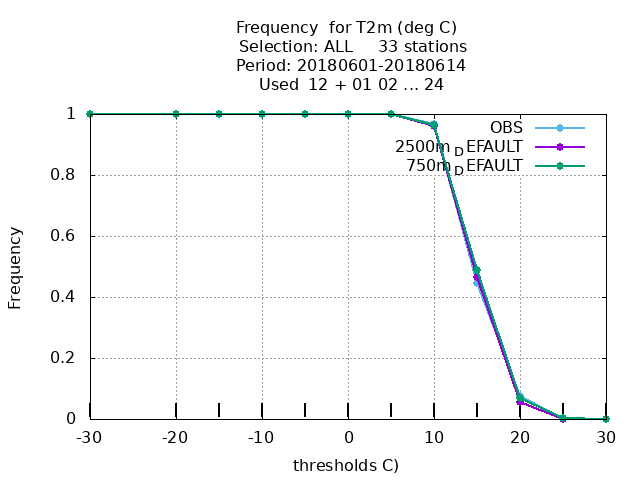 Frequency  for T2m (deg C)
Selection: ALL     33 stations
Period: 20180601-20180614
Used  12 + 01 02 ... 24
OBS
2500m_DEFAULT
750m_DEFAULT
1
0.8
0.6
0.4
0.2
0
Frequency
-30
-20
-10
0
10
20
30
thresholds C)